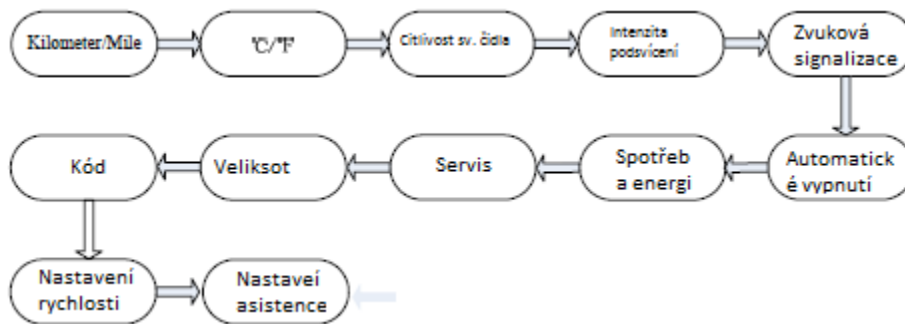 Kilometer/Mile
℃/℉
Citlivost sv. čidla
Intenzita
podsvícení
Zvuková
signalizace
Automatick
é vypnutí
Spotřeb
a energi
Servis
Veliksot
Kód
Nastavení
rychlosti
Nastaveí
asistence